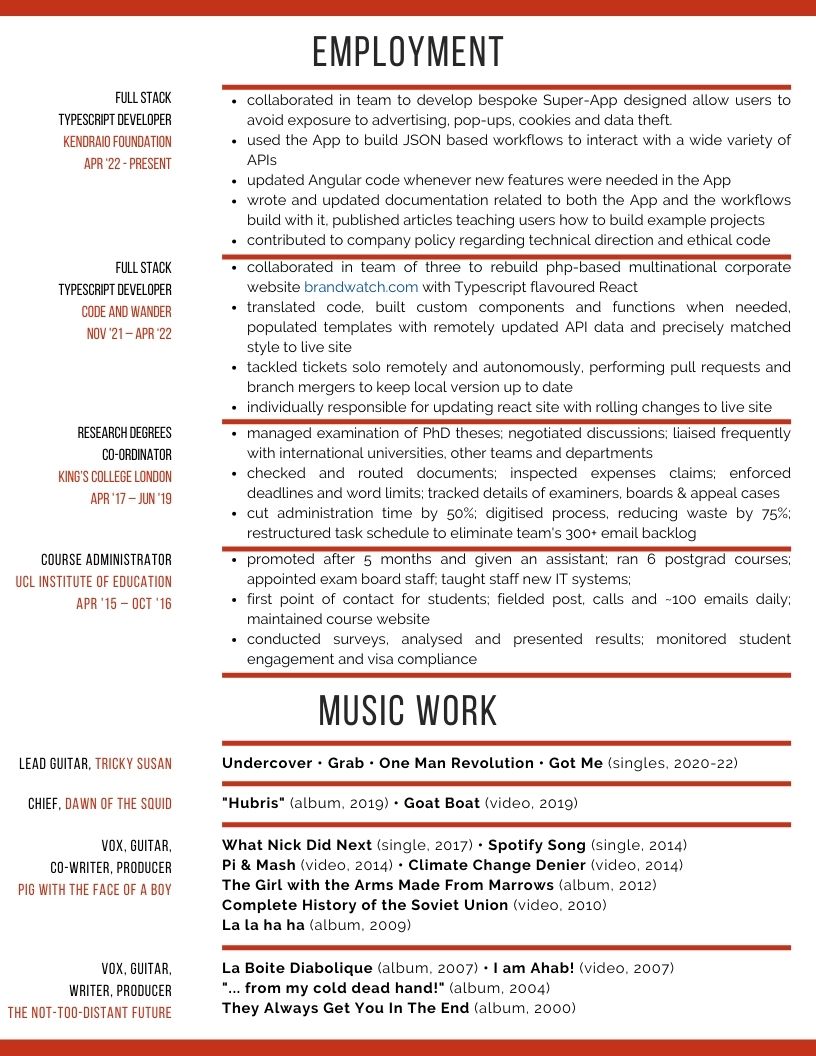 EMPLOYMENT
FULL STACK
TYPESCRIPT DEVELOPER
KENDRAIO FOUNDATION
APR '22 - PRESENT
• collaborated in team to develop bespoke Super-App designed allow users to
avoid exposure to advertising, pop-ups, cookies and data theft.
• used the App to build JSON based workflows to interact with a wide variety of
APIs
• updated Angular code whenever new features were needed in the App
• wrote and updated documentation related to both the App and the workflows
build with it, published articles teaching users how to build example projects
• contributed to company policy regarding technical direction and ethical code
FULL STACK
TYPESCRIPT DEVELOPER
CODE AND WANDER
NOV '21 – APR '22
• collaborated in team of three to rebuild php-based multinational corporate
website brandwatch.com with Typescript flavoured React
• translated code, built custom components and functions when needed,
populated templates with remotely updated API data and precisely matched
style to live site
• tackled tickets solo remotely and autonomously, performing pull requests and
branch mergers to keep local version up to date
• individually responsible for updating react site with rolling changes to live site
RESEARCH DEGREES
CO-ORDINATOR
KING'S COLLEGE LONDON
APR '17 – JUN '19
• managed examination of PhD theses; negotiated discussions; liaised frequently
with international universities, other teams and departments
• checked and routed documents; inspected expenses claims; enforced
deadlines and word limits; tracked details of examiners, boards & appeal cases
• cut administration time by 50%; digitised process, reducing waste by 75%;
restructured task schedule to eliminate team's 300+ email backlog
COURSE ADMINISTRATOR
UCL INSTITUTE OF EDUCATION
APR '15 – OCT '16
• promoted after 5 months and given an assistant; ran 6 postgrad courses;
appointed exam board staff; taught staff new IT systems;
• first point of contact for students; fielded post, calls and ~100 emails daily;
maintained course website
• conducted surveys, analysed and presented results; monitored student
engagement and visa compliance
MUSIC WORK
LEAD GUITAR, TRICKY SUSAN
Undercover • Grab • One Man Revolution • Got Me (singles, 2020-22)
CHIEF, DAWN OF THE SQUID
"Hubris" (album, 2019) • Goat Boat (video, 2019)
VOX, GUITAR,
CO-WRITER, PRODUCER
PIG WITH THE FACE OF A BOY
What Nick Did Next (single, 2017) • Spotify Song (single, 2014)
Pi & Mash (video, 2014) • Climate Change Denier (video, 2014)
The Girl with the Arms Made From Marrows (album, 2012)
Complete History of the Soviet Union (video, 2010)
La la ha ha (album, 2009)
VOX, GUITAR,
WRITER, PRODUCER
THE NOT-TOO-DISTANT FUTURE
La Boite Diabolique (album, 2007) • I am Ahab! (video, 2007)
"... from my cold dead hand!" (album, 2004)
They Always Get You In The End (album, 2000)